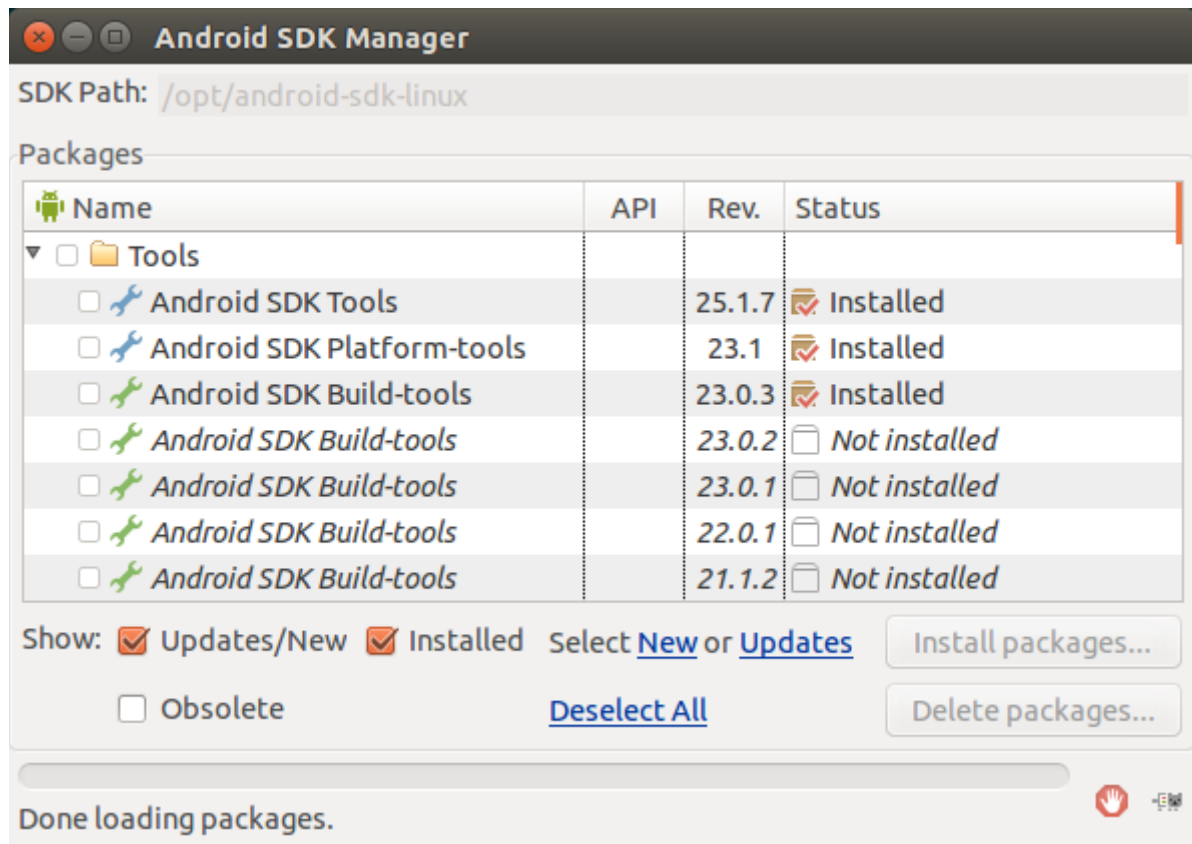 Android SDK Manager
SDK Path: /opt/android-sdk-linux
Packages
Name API Rev. Status
Tools
Android SDK Tools 25.1.7 Installed
Android SDK Platform-tools 23.1 Installed
Android SDK Build-tools 23.0.3 Installed
Android SDK Build-tools 23.0.2 Not installed
Android SDK Build-tools 23.0.1 Not installed
Android SDK Build-tools 22.0.1 Not installed
Android SDK Build-tools 21.1.2 Not installed
Show: Updates/New Installed Select New or Updates Install packages...
Obsolete Deselect All Delete packages...
Done loading packages.